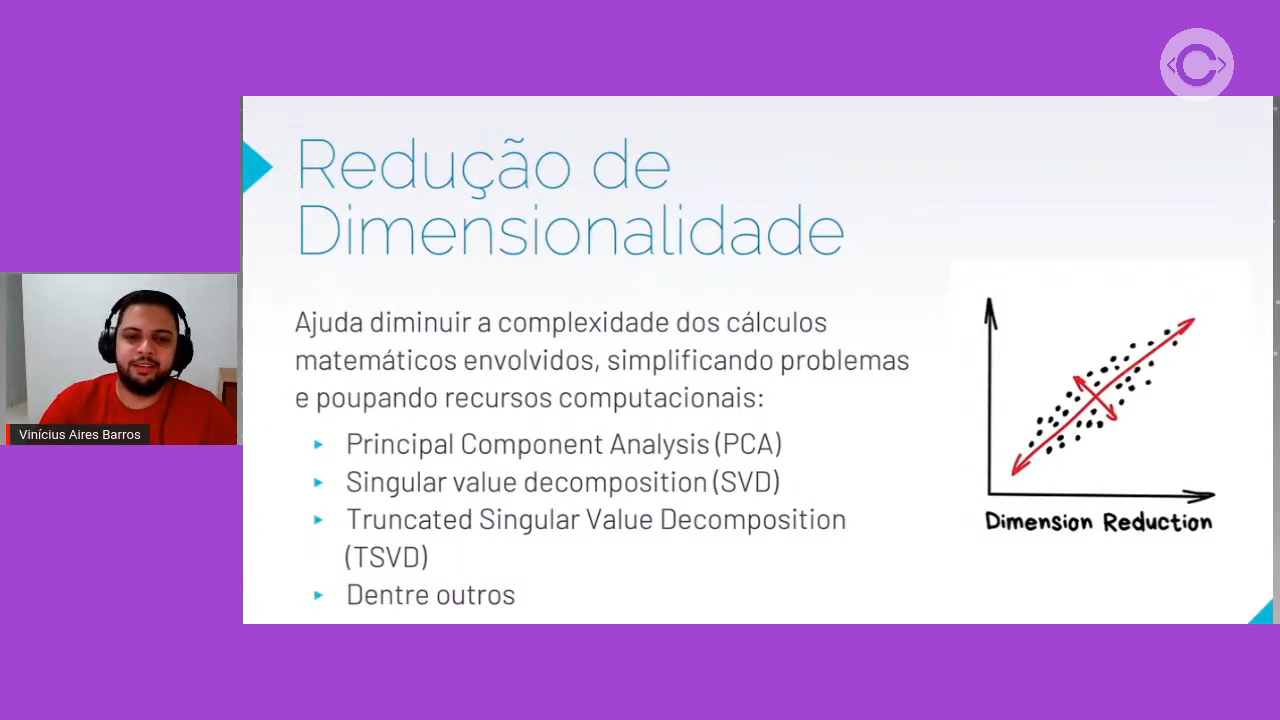 Redução de
Dimensionalidade
Ajuda diminuir a complexidade dos cálculos
matemáticos envolvidos, simplificando problemas
e poupando recursos computacionais:
Principal Component Analysis (PCA)
Singular value decomposition (SVD)
Truncated Singular Value Decomposition
(TSVD)
Dentre outros
Dimension Reduction
Vinícius Aires Barros